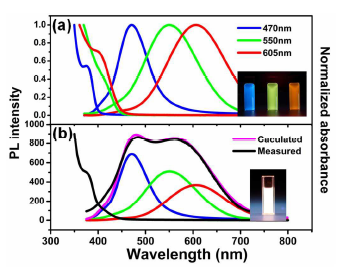 (a)
470nm
550nm
605nm
1.0
0.8
0.6
0.4
0.2
0.0
PL intensity
Normalized absorbance
(b)
Caculated
Measured
1000
800
600
400
200
0
300 400 500 600 700 800
Wavelength (nm)